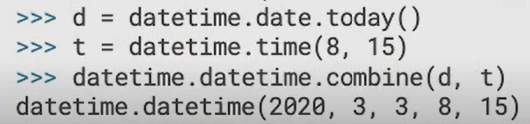 >>> d = datetime.date.today()
>>> t = datetime.time(8, 15)
>>> datetime.datetime.combine(d, t)
datetime.datetime(2020, 3, 3, 8, 15)